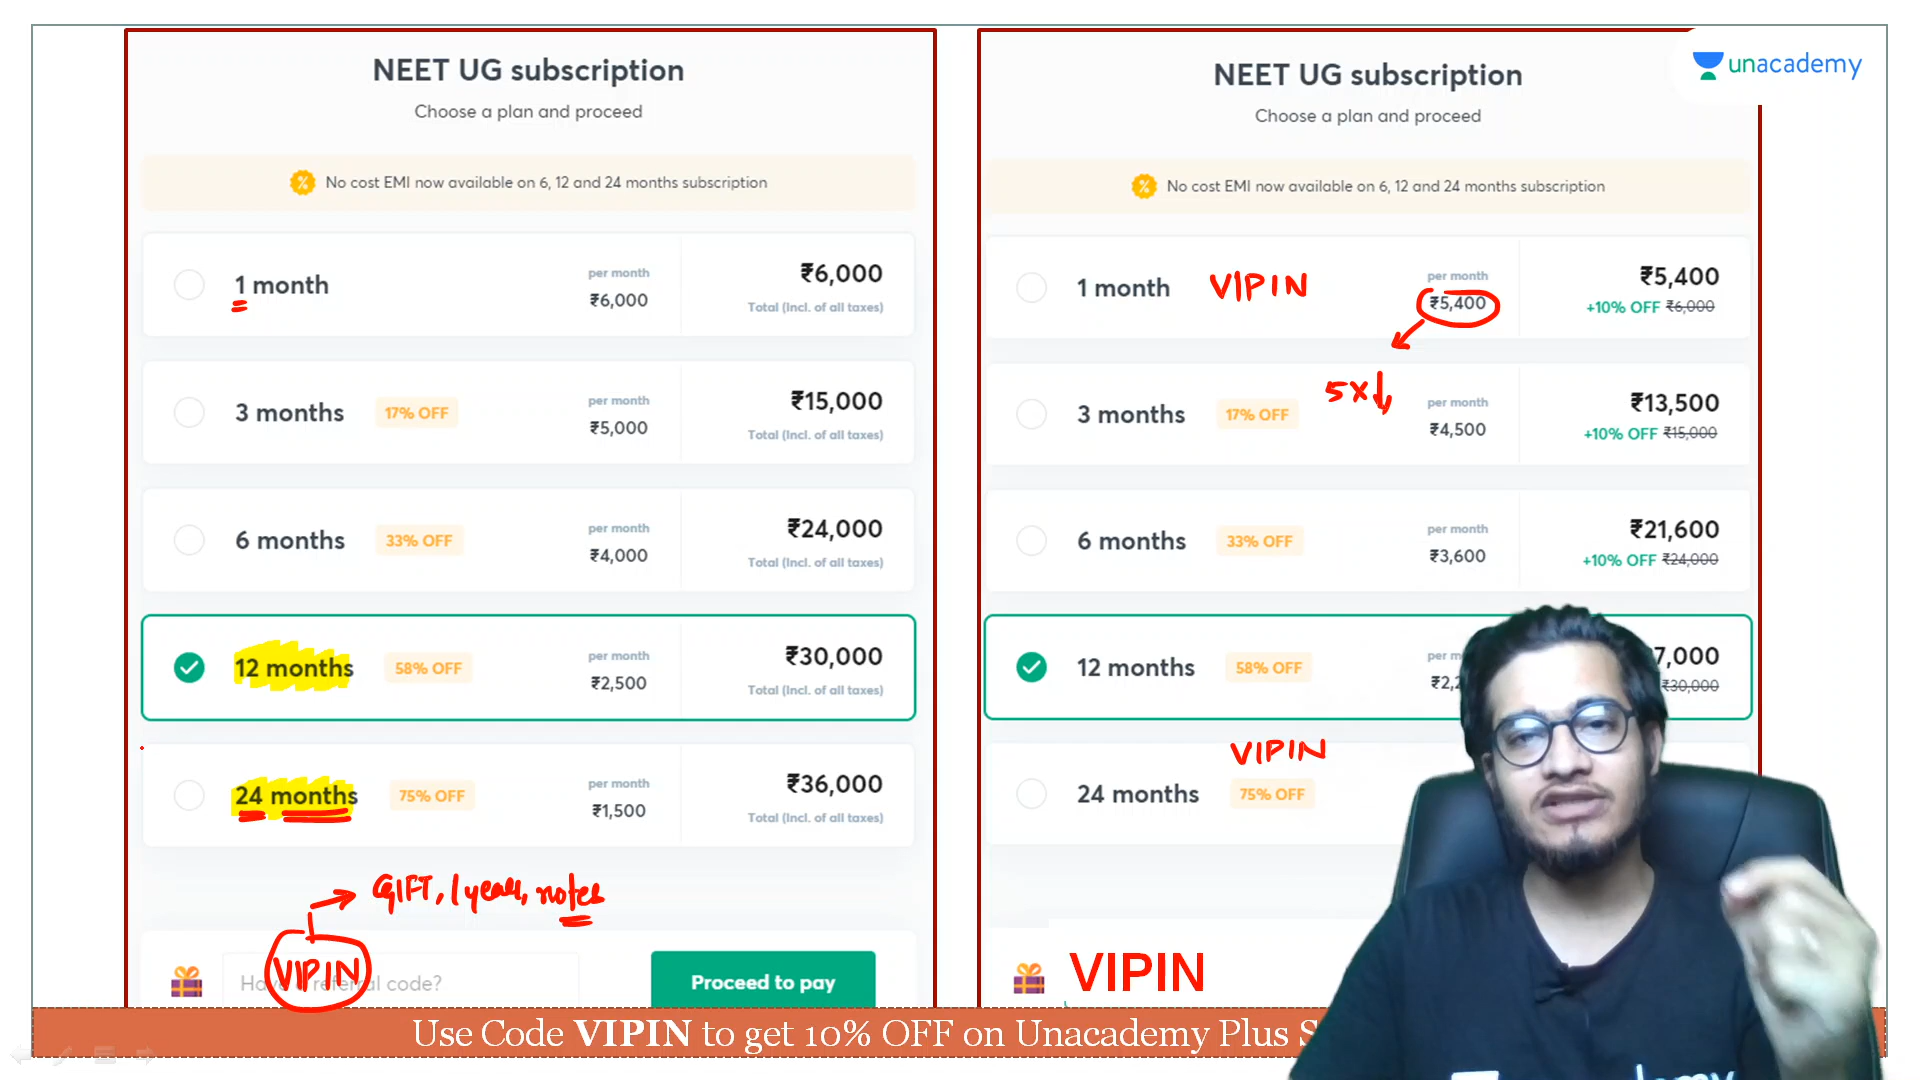 NEET UG subscription
Choose a plan and proceed
No cost EMI now available on 6, 12 and 24 months subscription
1 month
per month
₹6,000
₹6,000
Total (Incl. of all taxes)
3 months
17% OFF
per month
₹5,000
₹15,000
Total (Incl. of all taxes)
6 months
33% OFF
per month
₹4,000
₹24,000
Total (Incl. of all taxes)
12 months
58% OFF
per month
₹2,500
₹30,000
Total (Incl. of all taxes)
24 months
75% OFF
per month
₹1,500
₹36,000
Total (Incl. of all taxes)
GIFT, 1 year, notes
VIPIN
Have a referral code?
Proceed to pay
unacademy
NEET UG subscription
Choose a plan and proceed
No cost EMI now available on 6, 12 and 24 months subscription
1 month
VIPIN
per month
₹5,400
₹5,400
+10% OFF ₹6,000
5X↓
3 months
17% OFF
per month
₹4,500
₹13,500
+10% OFF ₹15,000
6 months
33% OFF
per month
₹3,600
₹21,600
+10% OFF ₹24,000
12 months
58% OFF
per
₹2,2
7,000
₹30,000
VIPIN
24 months
75% OFF
VIPIN
Use Code VIPIN to get 10% OFF on Unacademy Plus S